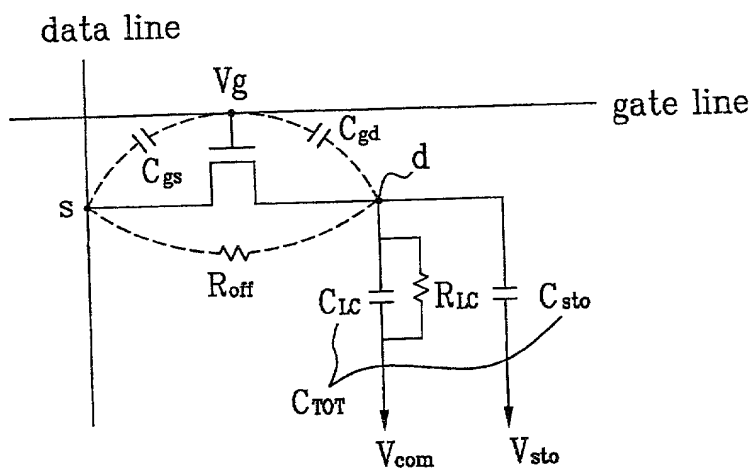 data line
Vg
gate line
Cgd
Cgs
d
s
Roff
CLC
RLC
Csto
CTOT
Vcom
Vsto